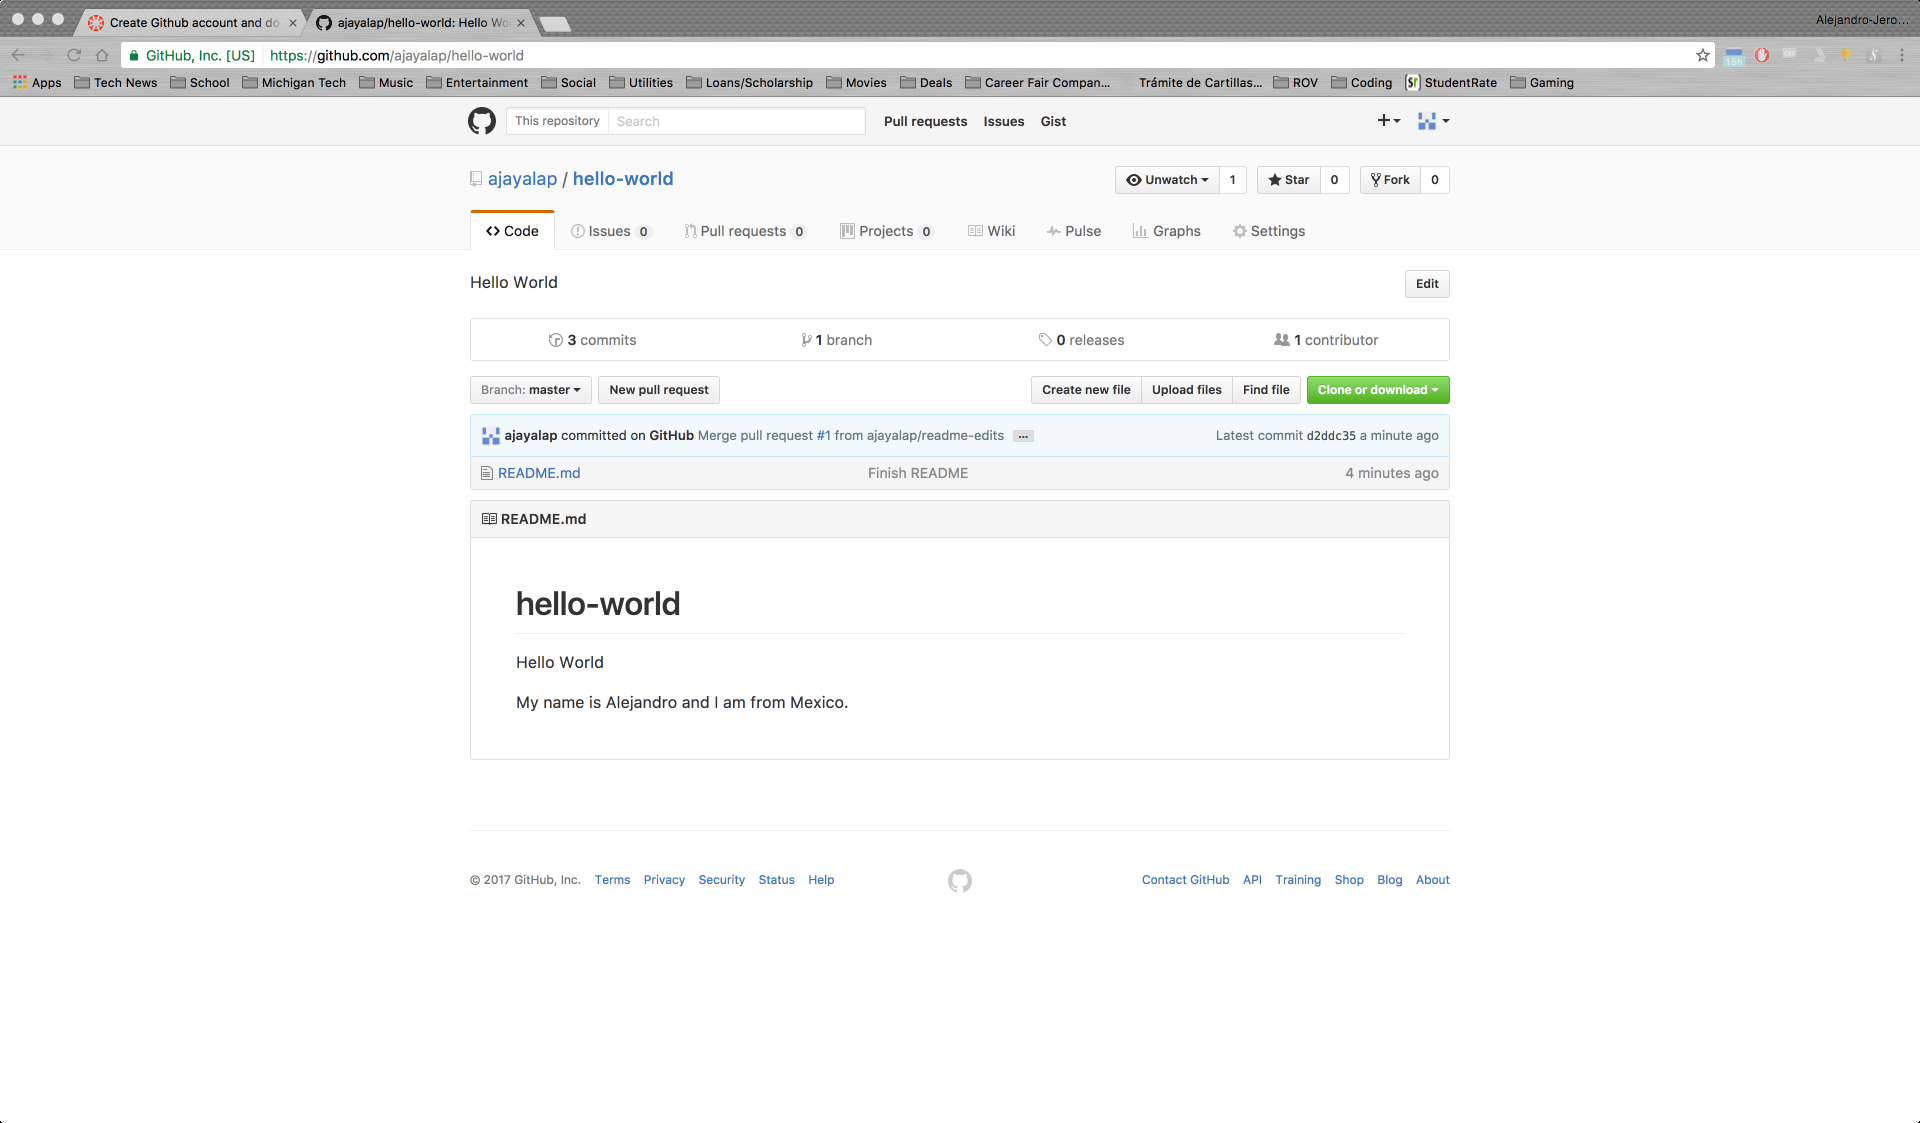 Create Github account and do
ajayalap/hello-world: Hello Wo
Alejandro-Jero...
GitHub, Inc. [US] https://github.com/ajayalap/hello-world
Apps Tech News School Michigan Tech Music Entertainment Social Utilities Loans/Scholarship Movies Deals Career Fair Compan... Trámite de Cartillas... ROV Coding StudentRate Gaming
This repository Search Pull requests Issues Gist
ajayalap / hello-world Unwatch 1 Star 0 Fork 0
Code Issues 0 Pull requests 0 Projects 0 Wiki Pulse Graphs Settings
Hello World Edit
3 commits 1 branch 0 releases 1 contributor
Branch: master New pull request Create new file Upload files Find file Clone or download
ajayalap committed on GitHub Merge pull request #1 from ajayalap/readme-edits ... Latest commit d2ddc35 a minute ago
README.md Finish README 4 minutes ago
README.md
hello-world
Hello World
My name is Alejandro and I am from Mexico.
© 2017 GitHub, Inc. Terms Privacy Security Status Help Contact GitHub API Training Shop Blog About